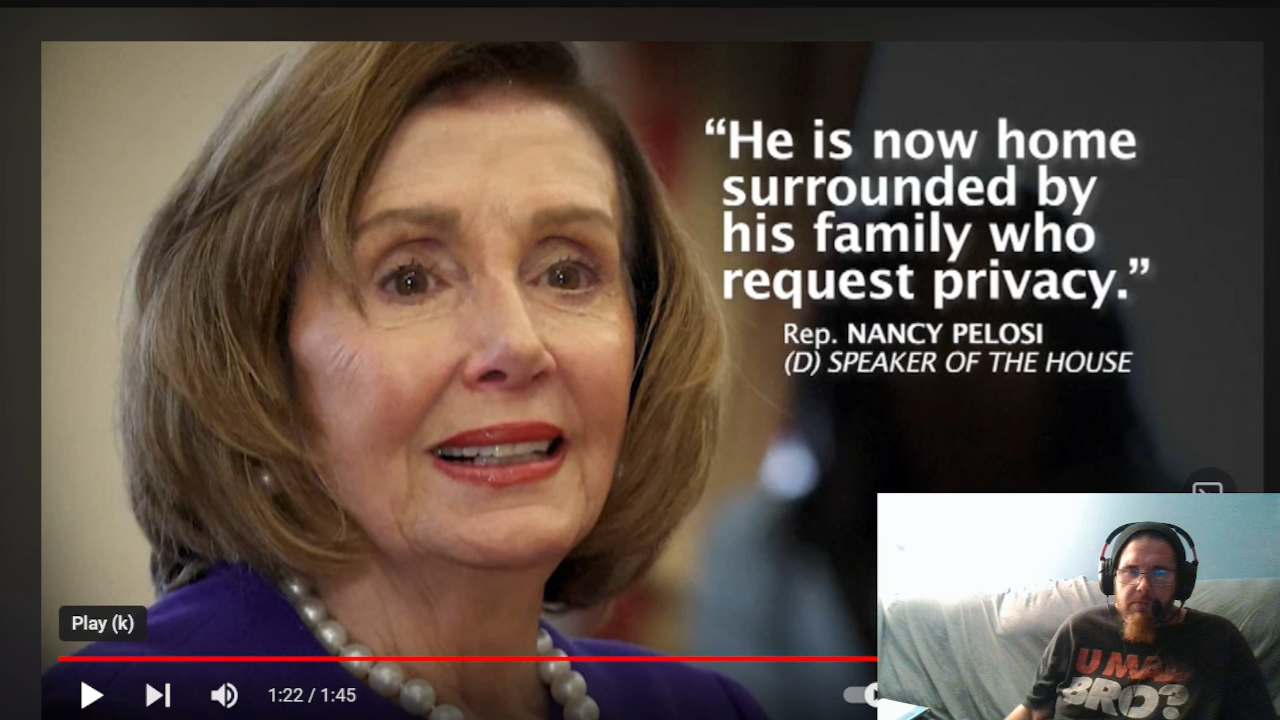 “He is now home
surrounded by
his family who
request privacy.”
Rep. NANCY PELOSI
(D) SPEAKER OF THE HOUSE
Play (k)
1:22 / 1:45
U MAD
BRO?